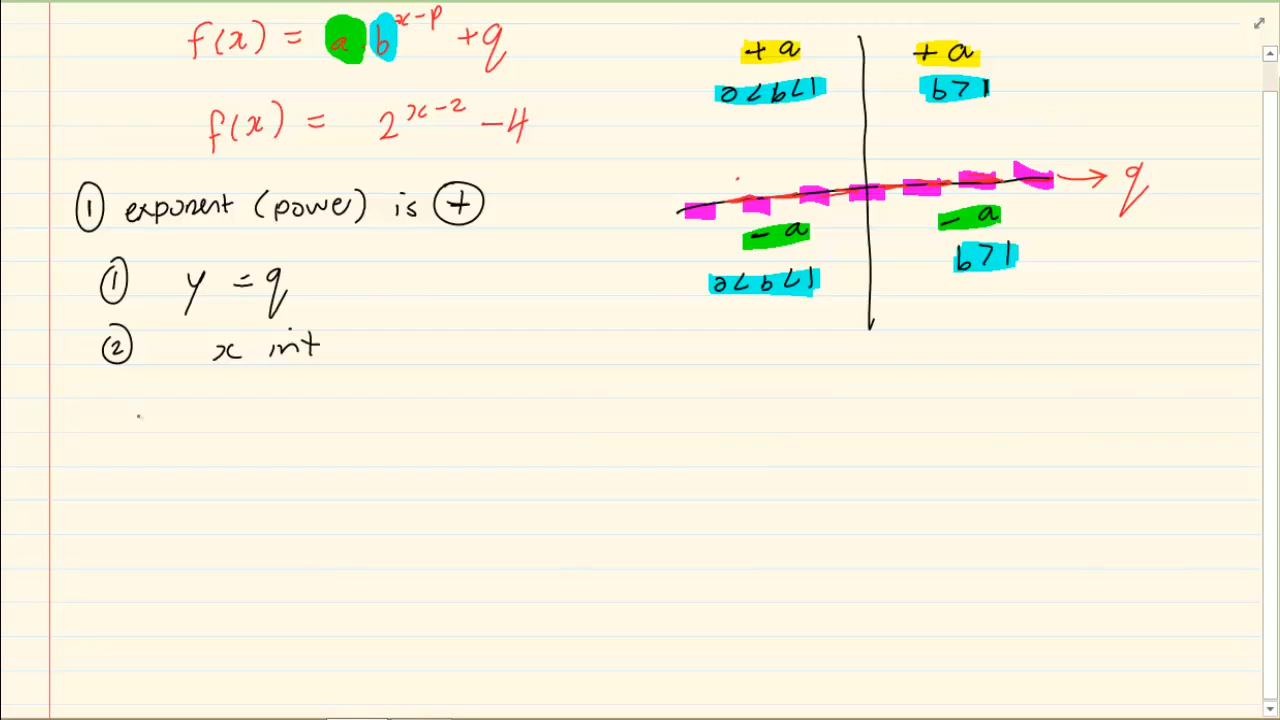 f(x) = a b^{x-p} + q
f(x) = 2^{x-2} - 4
① exponent (power) is ⊕
① y = q
② x int
+ a
0<b<1
+ a
b>1
q
- a
0<b<1
- a
b>1